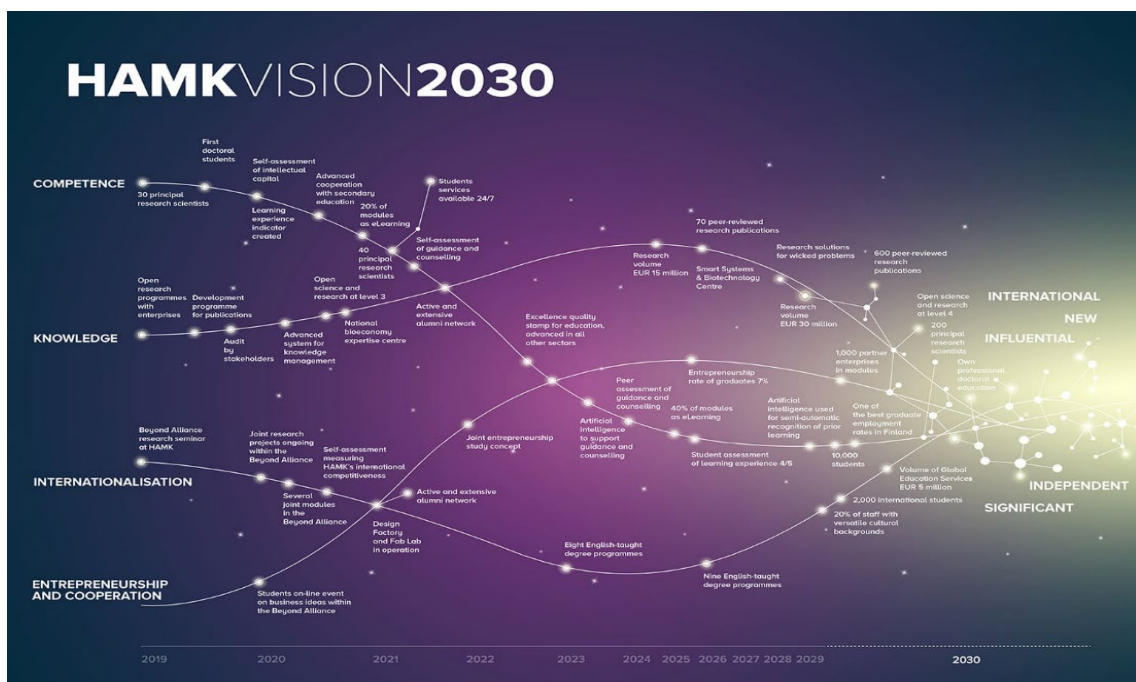 HAMKVISION2030
COMPETENCE
30 principal
research scientists
First
doctoral
students
Self-assessment
of intellectual
capital
Learning
experience
indicator
created
Advanced
cooperation
with secondary
education
20% of
modules
as eLearning
40
principal
research
scientists
Students
services
available 24/7
Self-assessment
of guidance and
counselling
KNOWLEDGE
Open
research
programmes
with
enterprises
Development
programme
for publications
Audit
by
stakeholders
Advanced
system for
knowledge
management
Open
science and
research at level 3
National
bioeconomy
expertise centre
Active and
extensive
alumni network
Excellence quality
stamp for education,
advanced in all
other sectors
Research
volume
EUR 15 million
70 peer-reviewed
research publications
Smart Systems
& Biotechnology
Centre
Research solutions
for wicked problems
Research
volume
EUR 30 million
600 peer-reviewed
research
publications
Open science
and research
at level 4
200
principal
research
scientists
1,000 partner
enterprises
in modules
Own
professional
doctoral
education
INTERNATIONAL
NEW
INFLUENTIAL
Entrepreneurship
rate of graduates 7%
Peer
assessment of
guidance and
counselling
Artificial
intelligence
to support
guidance and
counselling
40% of modules
as eLearning
Student assessment
of learning experience 4/5
Artificial
intelligence used
for semi-automatic
recognition of prior
learning
10,000
students
One of
the best graduate
employment
rates in Finland
INTERNATIONALISATION
Beyond Alliance
research seminar
at HAMK
Joint research
projects ongoing
within the
Beyond Alliance
Several
joint modules
in the
Beyond Alliance
Self-assessment
measuring
HAMK's international
competitiveness
Joint entrepreneurship
study concept
Active and extensive
alumni network
Design
Factory
and Fab Lab
in operation
Eight English-taught
degree programmes
Nine English-taught
degree programmes
20% of staff with
versatile cultural
backgrounds
2,000 international students
Volume of Global
Education Services
EUR 5 million
INDEPENDENT
SIGNIFICANT
ENTREPRENEURSHIP
AND COOPERATION
Students on-line event
on business ideas within
the Beyond Alliance
2019 2020 2021 2022 2023 2024 2025 2026 2027 2028 2029 2030